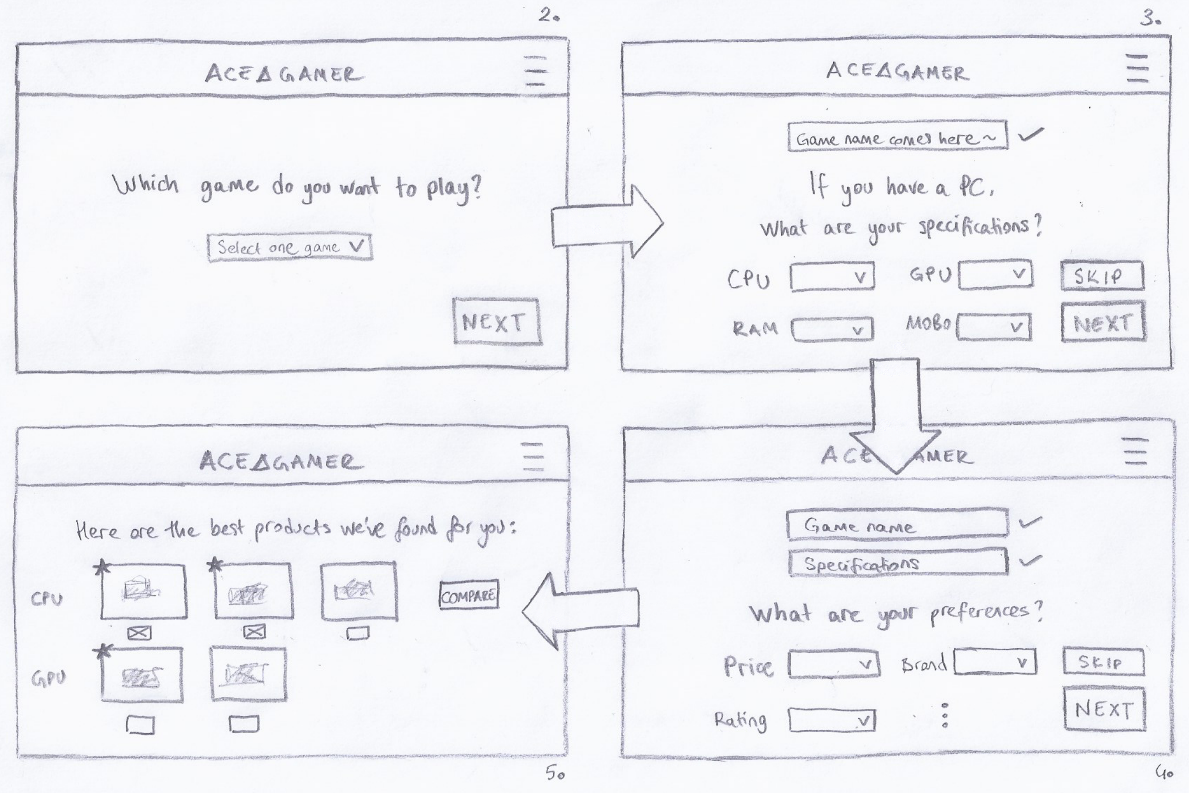 2.
ACE∆GAMER
Which game do you want to play?
Select one game V
NEXT
3.
ACE∆GAMER
Game name comes here ~
If you have a PC,
What are your specifications?
CPU V GPU V SKIP
RAM V MOBO V NEXT
4.
ACE AMER
Game name
Specifications
What are your preferences?
Price V Brand V SKIP
Rating V NEXT
5.
ACE∆GAMER
Here are the best products we've found for you:
CPU
COMPARE
GPU